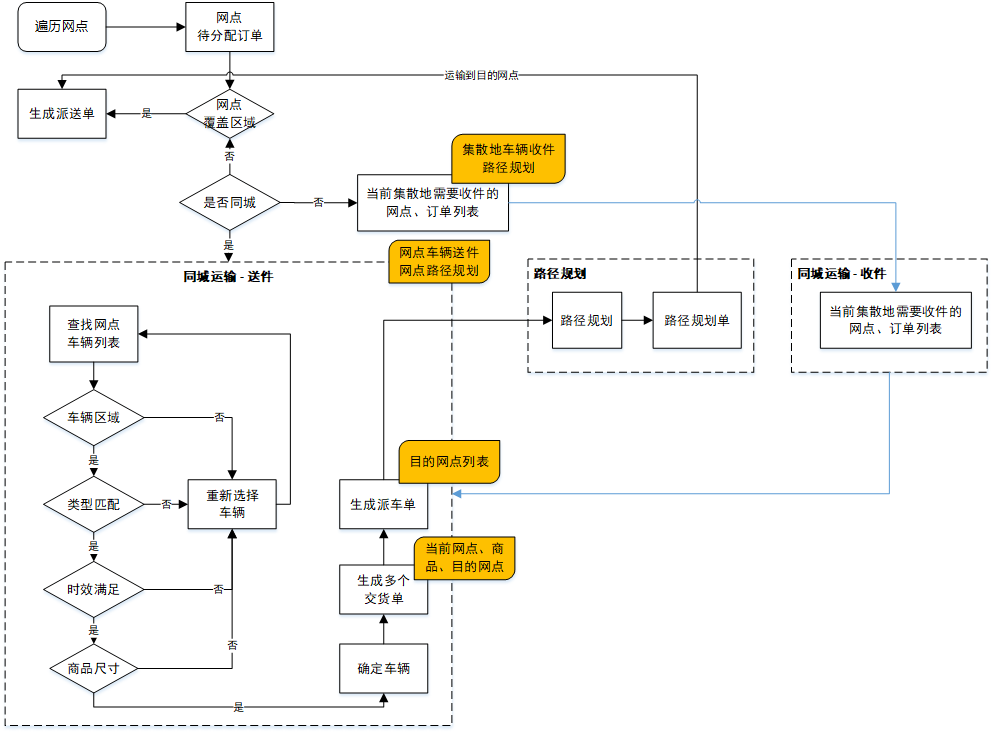 遍历网点
网点
待分配订单
运输到目的网点
生成派送单
是
网点
覆盖区域
否
集散地车辆收件
路径规划
是否同城
否
当前集散地需要收件的
网点、订单列表
是
网点车辆送件
网点路径规划
同城运输 - 送件
路径规划
同城运输 - 收件
查找网点
车辆列表
路径规划
路径规划单
当前集散地需要收件的
网点、订单列表
车辆区域
否
是
目的网点列表
类型匹配
否
重新选择
车辆
生成派车单
是
当前网点、商
品、目的网点
时效满足
否
生成多个
交货单
是
否
商品尺寸
确定车辆
是